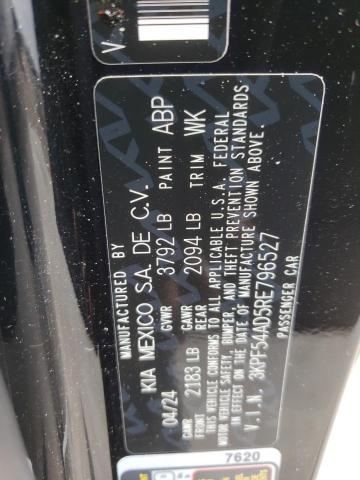 MANUFACTURED BY
KIA MEXICO S.A. DE C.V.
04/24 GVWR 3792 LB PAINT ABP
GAWR FRONT 2183 LB GAWR REAR 2094 LB TRIM WK
THIS VEHICLE CONFORMS TO ALL APPLICABLE U.S.A. FEDERAL
MOTOR VEHICLE SAFETY, BUMPER, AND THEFT PREVENTION STANDARDS
IN EFFECT ON THE DATE OF MANUFACTURE SHOWN ABOVE.
V.I.N. 3KPF34AD5RE796527
PASSENGER CAR
V.
7620